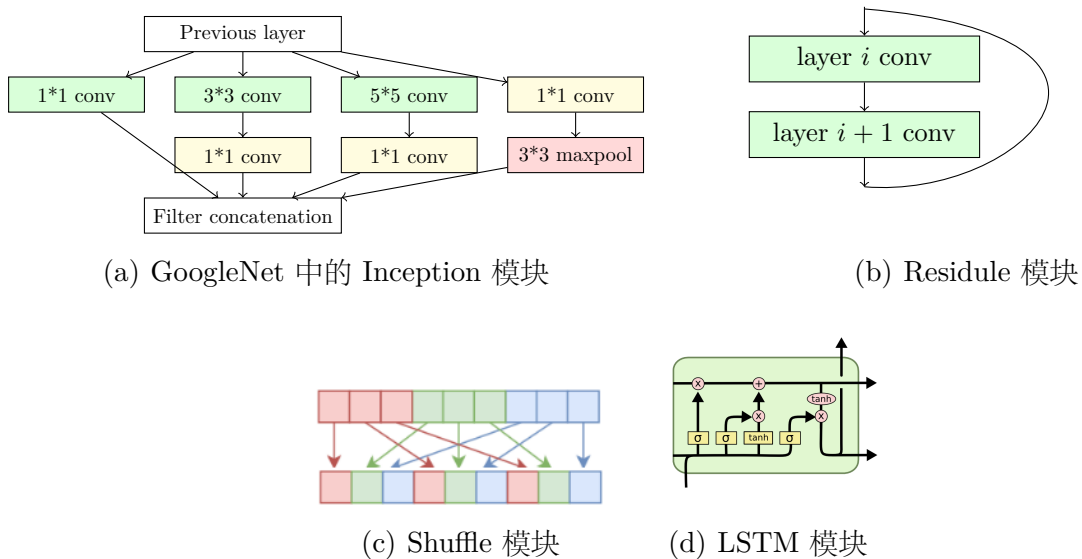 Previous layer
1*1 conv 3*3 conv 5*5 conv 1*1 conv
1*1 conv 1*1 conv 3*3 maxpool
Filter concatenation
(a) GoogleNet 中的 Inception 模块
layer i conv
layer i + 1 conv
(b) Residule 模块
(c) Shuffle 模块
x + tanh
x x
σ σ tanh σ
(d) LSTM 模块